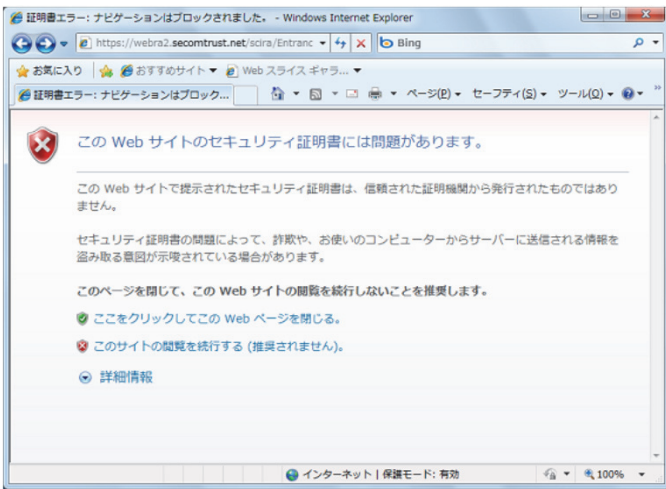 証明書エラー: ナビゲーションはブロックされました。 - Windows Internet Explorer
https://webra2.secomtrust.net/scira/Entranc
Bing
お気に入り おすすめサイト Web スライス ギャラ...
証明書エラー: ナビゲーションはブロック... ページ(P) セーフティ(S) ツール(O) »
この Web サイトのセキュリティ証明書には問題があります。
この Web サイトで提示されたセキュリティ証明書は、信頼された証明機関から発行されたものではあり
ません。
セキュリティ証明書の問題によって、詐欺や、お使いのコンピューターからサーバーに送信される情報を
盗み取る意図が示唆されている場合があります。
このページを閉じて、この Web サイトの閲覧を続行しないことを推奨します。
ここをクリックしてこの Web ページを閉じる。
このサイトの閲覧を続行する (推奨されません)。
詳細情報
インターネット | 保護モード: 有効 100%